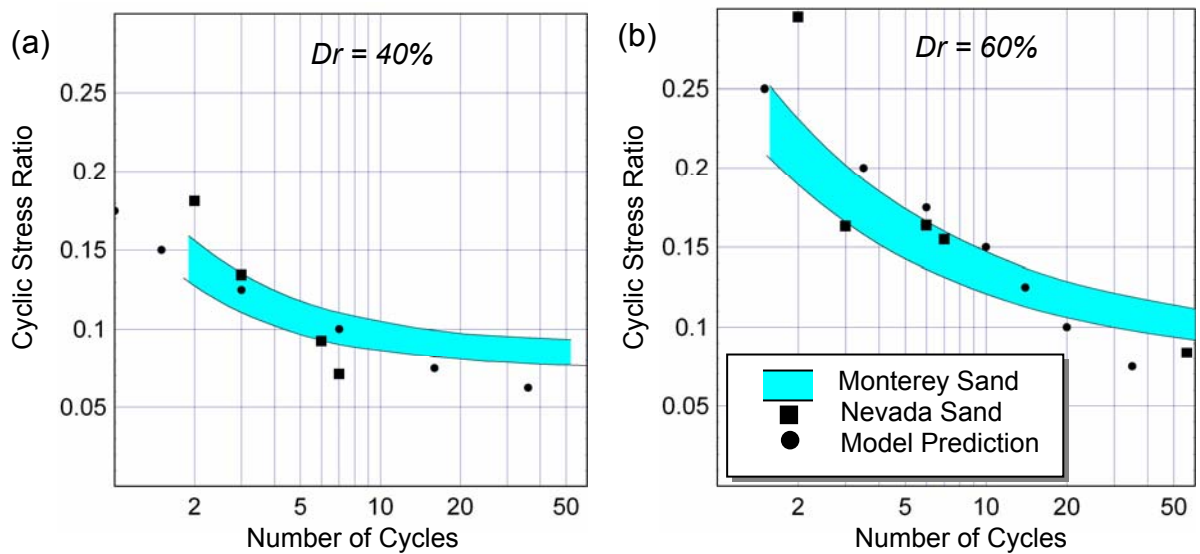 (a)
Dr = 40%
0.25
0.2
0.15
0.1
0.05
Cyclic Stress Ratio
2
5
10
20
50
Number of Cycles
(b)
Dr = 60%
0.25
0.2
0.15
0.1
0.05
Cyclic Stress Ratio
Monterey Sand
Nevada Sand
Model Prediction
2
5
10
20
50
Number of Cycles